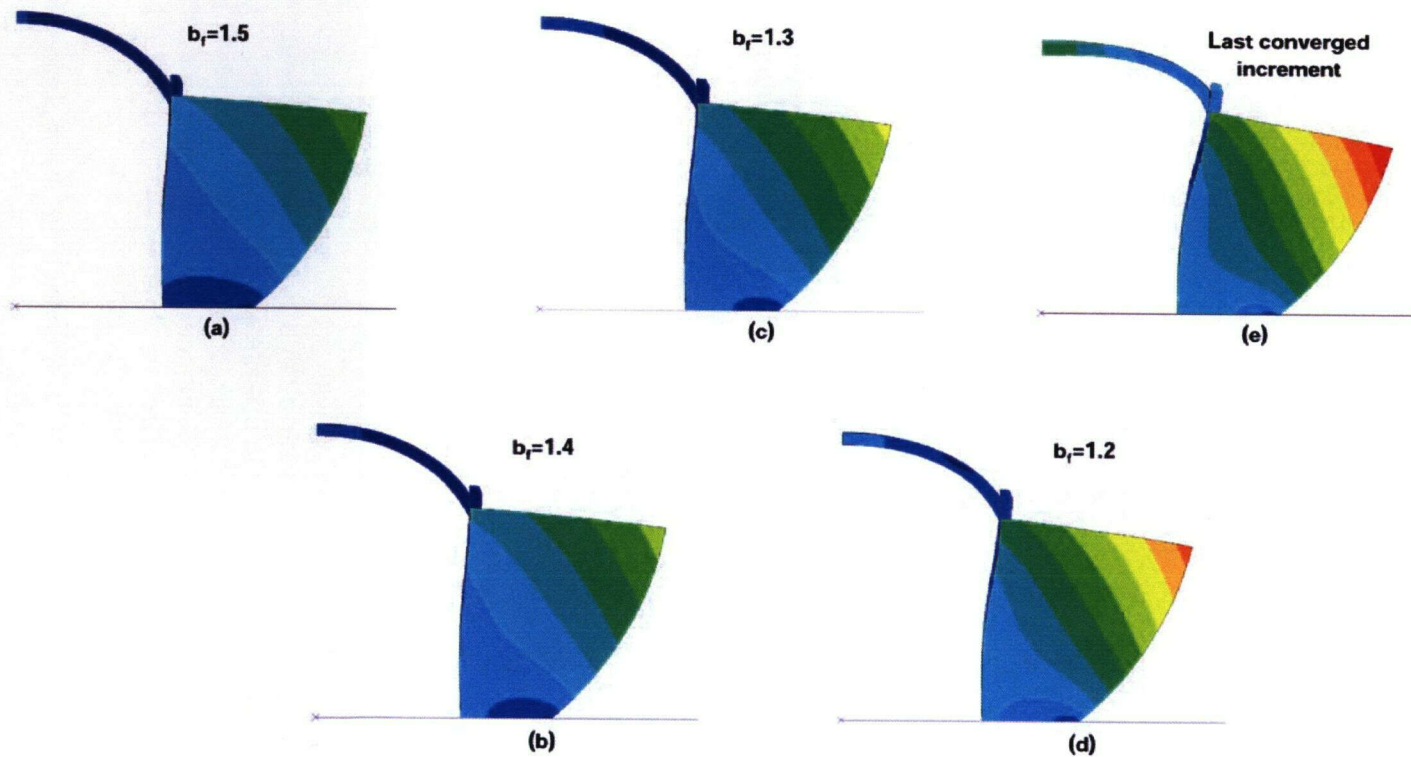 b_f=1.5
b_f=1.3
Last converged
increment
(a)
(c)
(e)
b_f=1.4
b_f=1.2
(b)
(d)